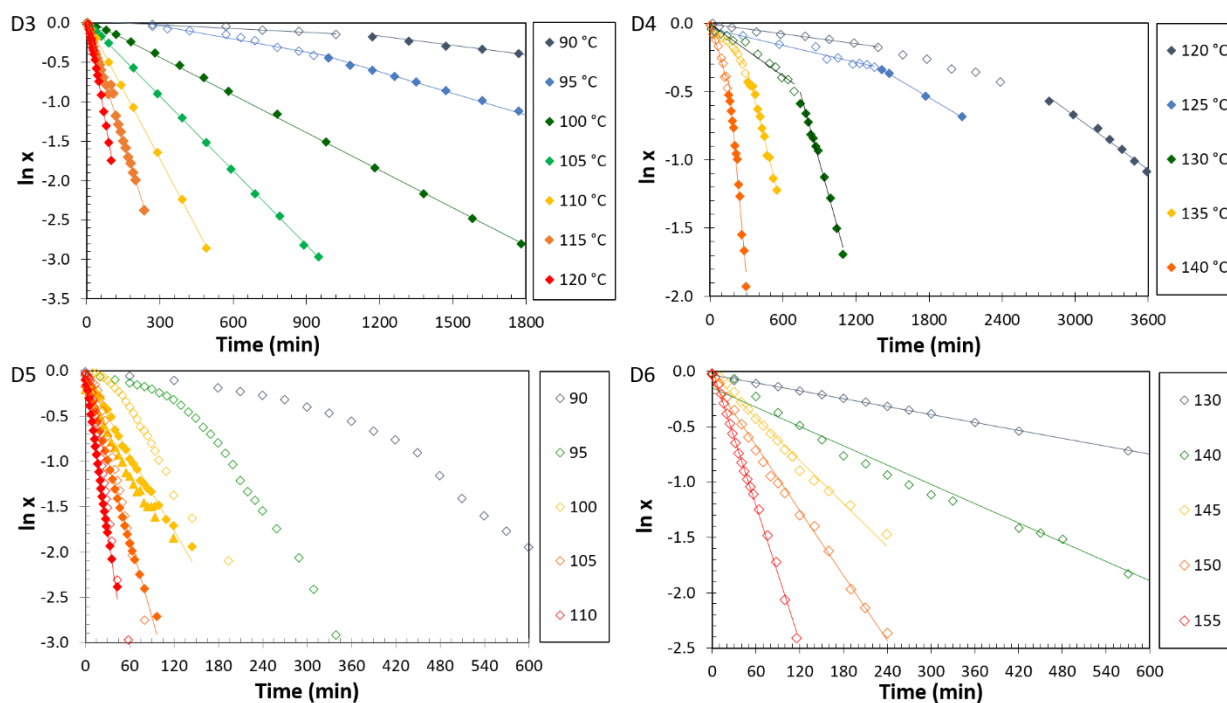 D3
ln x
0.0
-0.5
-1.0
-1.5
-2.0
-2.5
-3.0
-3.5
0 300 600 900 1200 1500 1800
Time (min)
90 °C
95 °C
100 °C
105 °C
110 °C
115 °C
120 °C
D4
ln x
0.0
-0.5
-1.0
-1.5
-2.0
0 600 1200 1800 2400 3000 3600
Time (min)
120 °C
125 °C
130 °C
135 °C
140 °C
D5
ln x
0.0
-0.5
-1.0
-1.5
-2.0
-2.5
-3.0
0 60 120 180 240 300 360 420 480 540 600
Time (min)
90
95
100
105
110
D6
ln x
0.0
-0.5
-1.0
-1.5
-2.0
-2.5
0 60 120 180 240 300 360 420 480 540 600
Time (min)
130
140
145
150
155